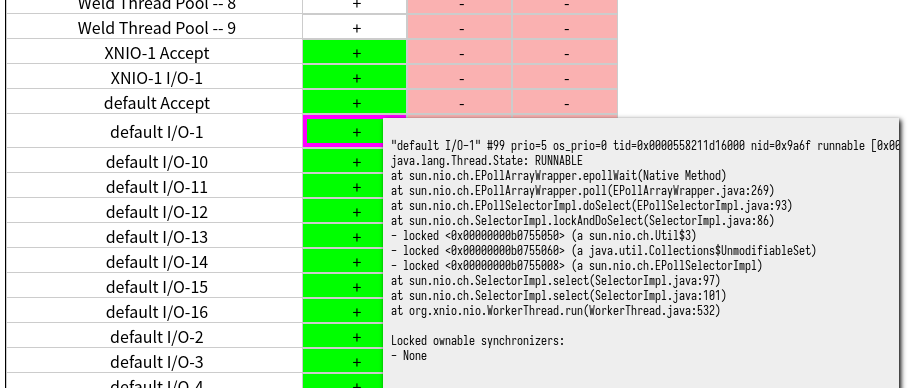 Weld Thread Pool -- 8 + - -
Weld Thread Pool -- 9 + - -
XNIO-1 Accept + - -
XNIO-1 I/O-1 + - -
default Accept + - -
default I/O-1 +
default I/O-10 +
default I/O-11 +
default I/O-12 +
default I/O-13 +
default I/O-14 +
default I/O-15 +
default I/O-16 +
default I/O-2 +
default I/O-3 +
default I/O-4 +
"default I/O-1" #99 prio=5 os_prio=0 tid=0x0000558211d16000 nid=0x9a6f runnable [0x00
java.lang.Thread.State: RUNNABLE
at sun.nio.ch.EPollArrayWrapper.epollWait(Native Method)
at sun.nio.ch.EPollArrayWrapper.poll(EPollArrayWrapper.java:269)
at sun.nio.ch.EPollSelectorImpl.doSelect(EPollSelectorImpl.java:93)
at sun.nio.ch.SelectorImpl.lockAndDoSelect(SelectorImpl.java:86)
- locked <0x00000000b0755050> (a sun.nio.ch.Util$3)
- locked <0x00000000b0755060> (a java.util.Collections$UnmodifiableSet)
- locked <0x00000000b0755008> (a sun.nio.ch.EPollSelectorImpl)
at sun.nio.ch.SelectorImpl.select(SelectorImpl.java:97)
at sun.nio.ch.SelectorImpl.select(SelectorImpl.java:101)
at org.xnio.nio.WorkerThread.run(WorkerThread.java:532)
Locked ownable synchronizers:
- None